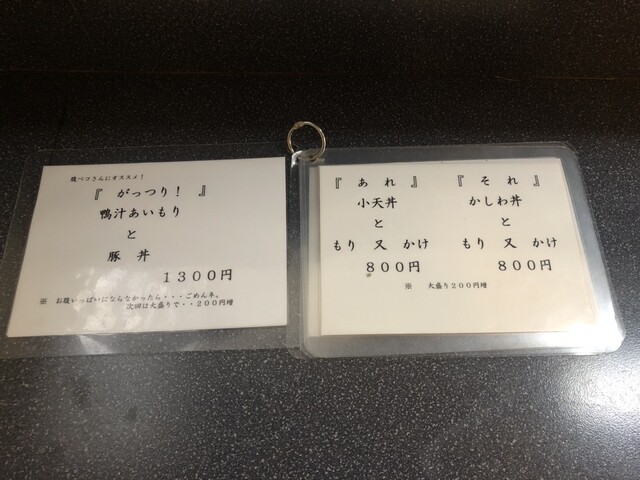 腹ペコさんにオススメ！
『 がっつり！ 』
鴨汁あいもり
と
豚 丼
１３００円
※ お腹いっぱいにならなかったら・・・ごめんネ。
次回は大盛りで・・２００円増
『 あ れ 』
小天丼
と
もり 又 かけ
８００円
『 そ れ 』
かしわ丼
と
もり 又 かけ
８００円
※ 大盛り２００円増